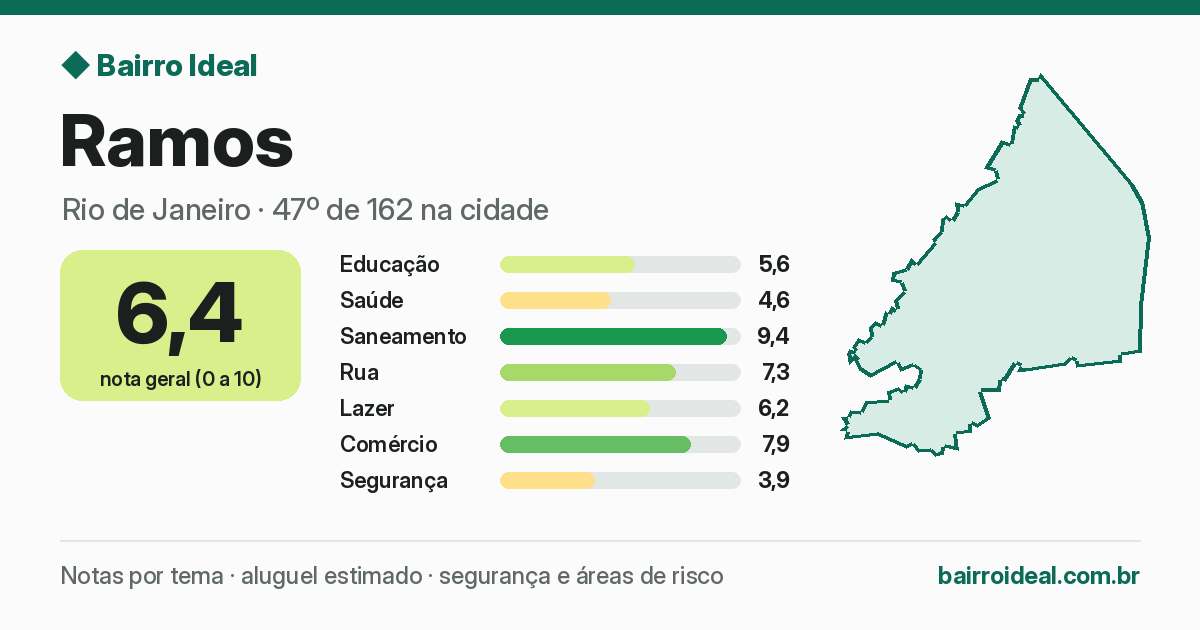 Bairro Ideal
Ramos
Rio de Janeiro · 47º de 162 na cidade
6,4
nota geral (0 a 10)
Educação 5,6
Saúde 4,6
Saneamento 9,4
Rua 7,3
Lazer 6,2
Comércio 7,9
Segurança 3,9
Notas por tema · aluguel estimado · segurança e áreas de risco
bairroideal.com.br